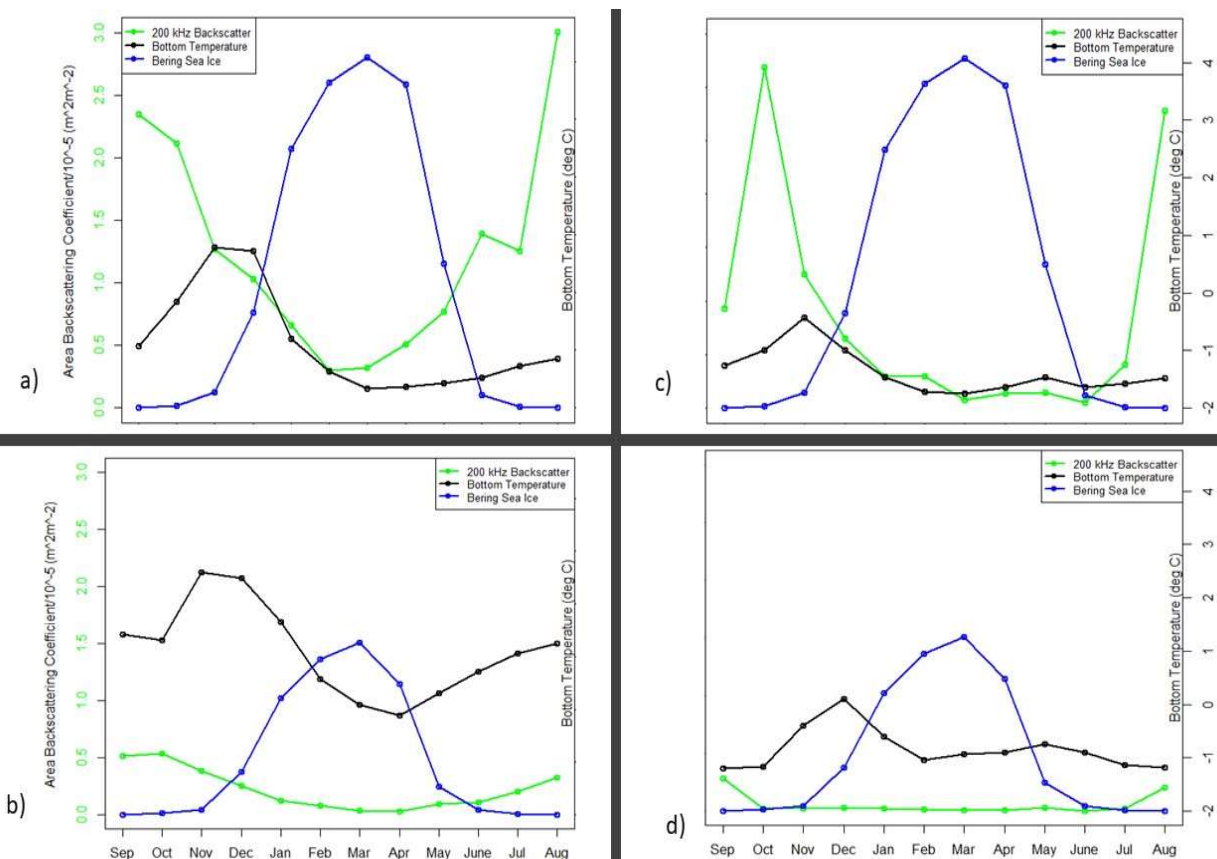 200 kHz Backscatter
Bottom Temperature
Bering Sea Ice
Area Backscattering Coefficient/10^-5 (m^2m^-2)
3.0
2.5
2.0
1.5
1.0
0.5
0.0
Bottom Temperature (deg C)
a)
200 kHz Backscatter
Bottom Temperature
Bering Sea Ice
4
3
2
1
0
-1
-2
Bottom Temperature (deg C)
c)
200 kHz Backscatter
Bottom Temperature
Bering Sea Ice
Area Backscattering Coefficient/10^-5 (m^2m^-2)
3.0
2.5
2.0
1.5
1.0
0.5
0.0
Bottom Temperature (deg C)
b)
Sep Oct Nov Dec Jan Feb Mar Apr May June Jul Aug
200 kHz Backscatter
Bottom Temperature
Bering Sea Ice
4
3
2
1
0
-1
-2
Bottom Temperature (deg C)
d)
Sep Oct Nov Dec Jan Feb Mar Apr May June Jul Aug